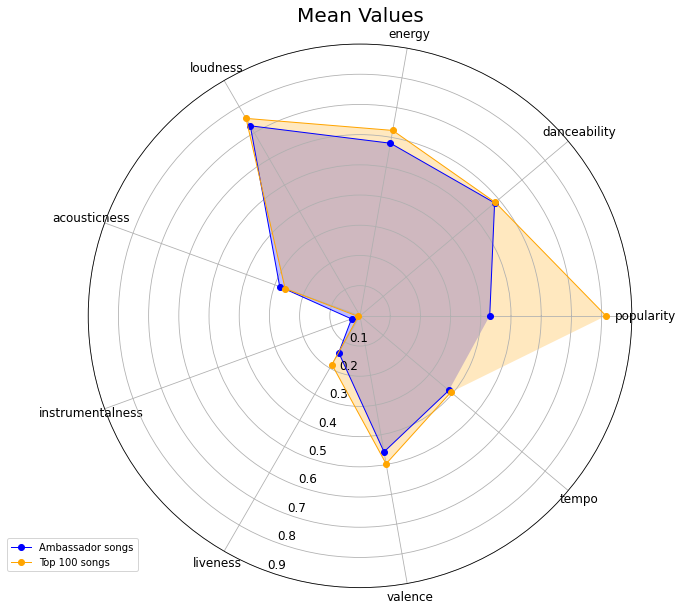 Mean Values
energy
loudness
danceability
acousticness
popularity
0.1
0.2
0.3
0.4
0.5
0.6
0.7
0.8
0.9
instrumentalness
tempo
liveness
valence
Ambassador songs
Top 100 songs